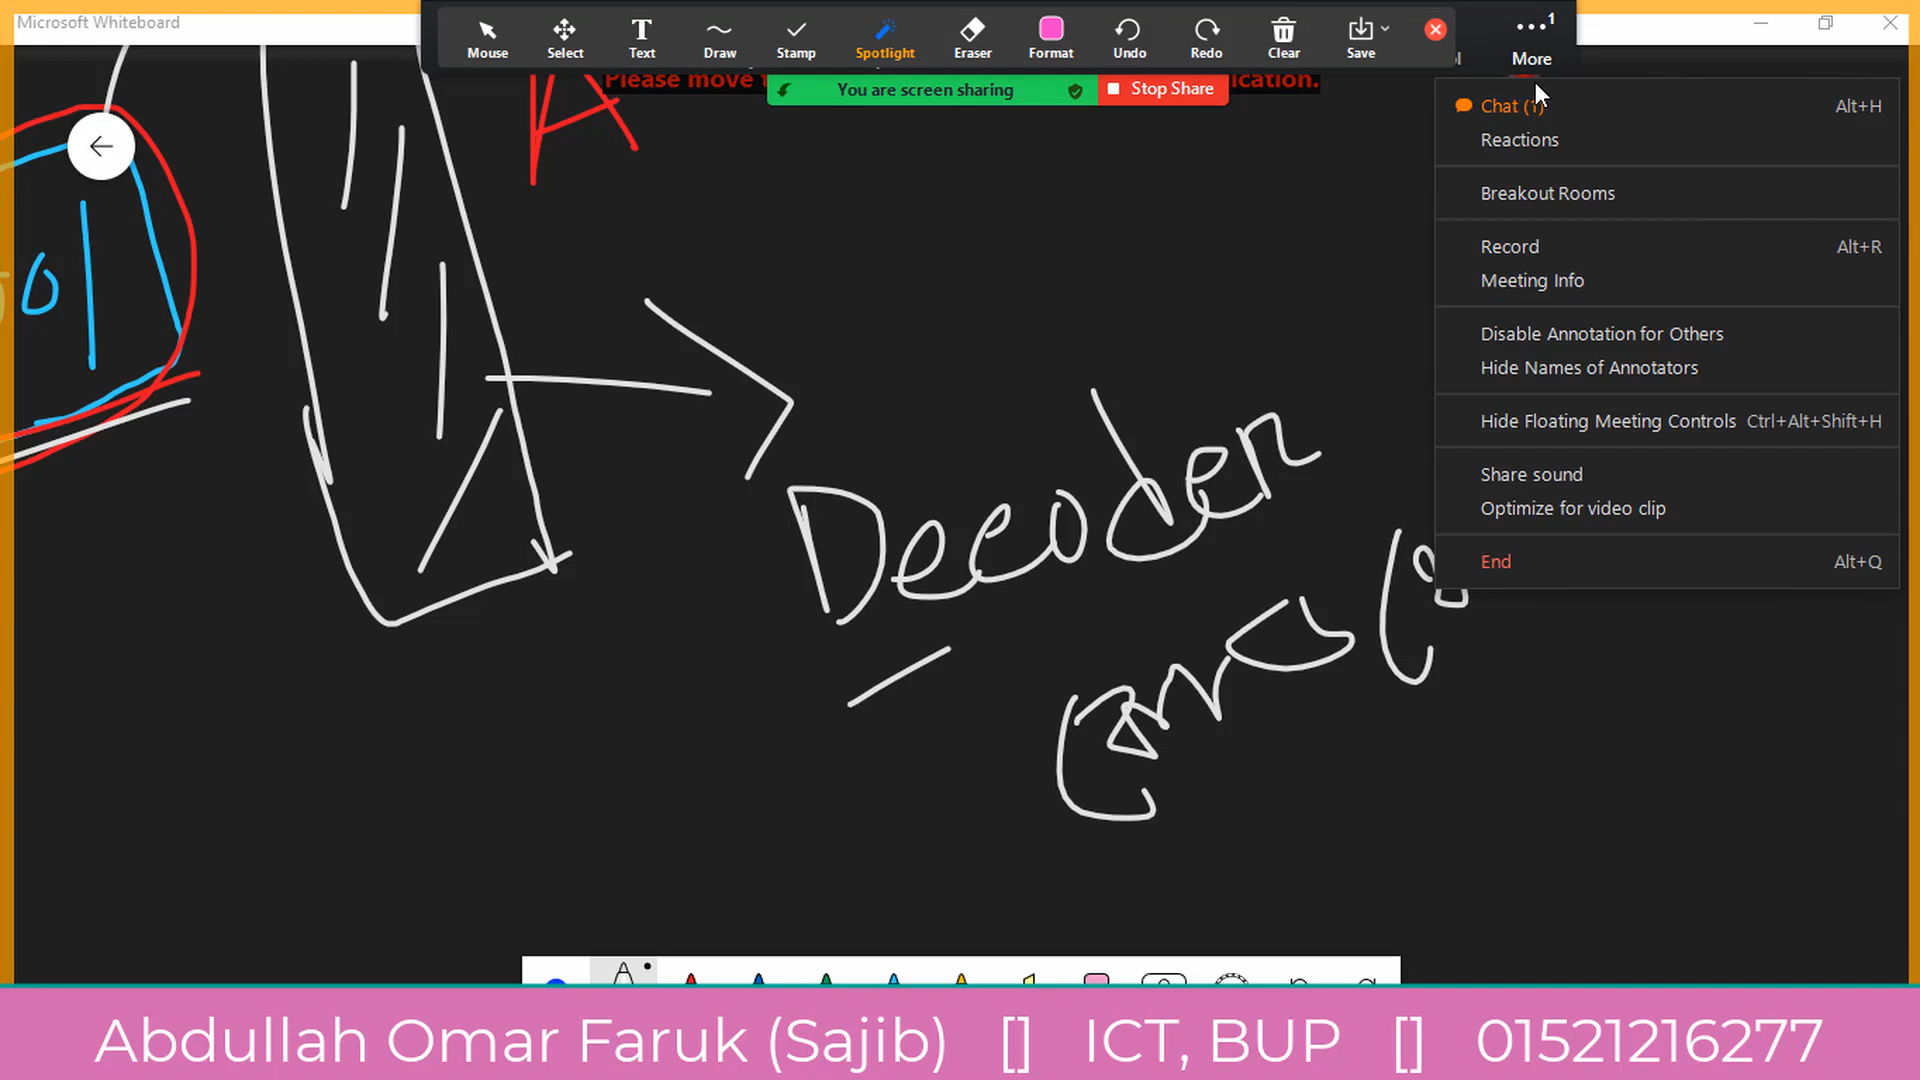 Microsoft Whiteboard
Mouse Select Text Draw Stamp Spotlight Eraser Format Undo Redo Clear Save
1
More
Please move t
ication.
You are screen sharing
Stop Share
A
Chat (1) Alt+H
Reactions
Breakout Rooms
Record Alt+R
Meeting Info
Disable Annotation for Others
Hide Names of Annotators
Hide Floating Meeting Controls Ctrl+Alt+Shift+H
Share sound
Optimize for video clip
End Alt+Q
01
Decoder
Abdullah Omar Faruk (Sajib) [] ICT, BUP [] 01521216277